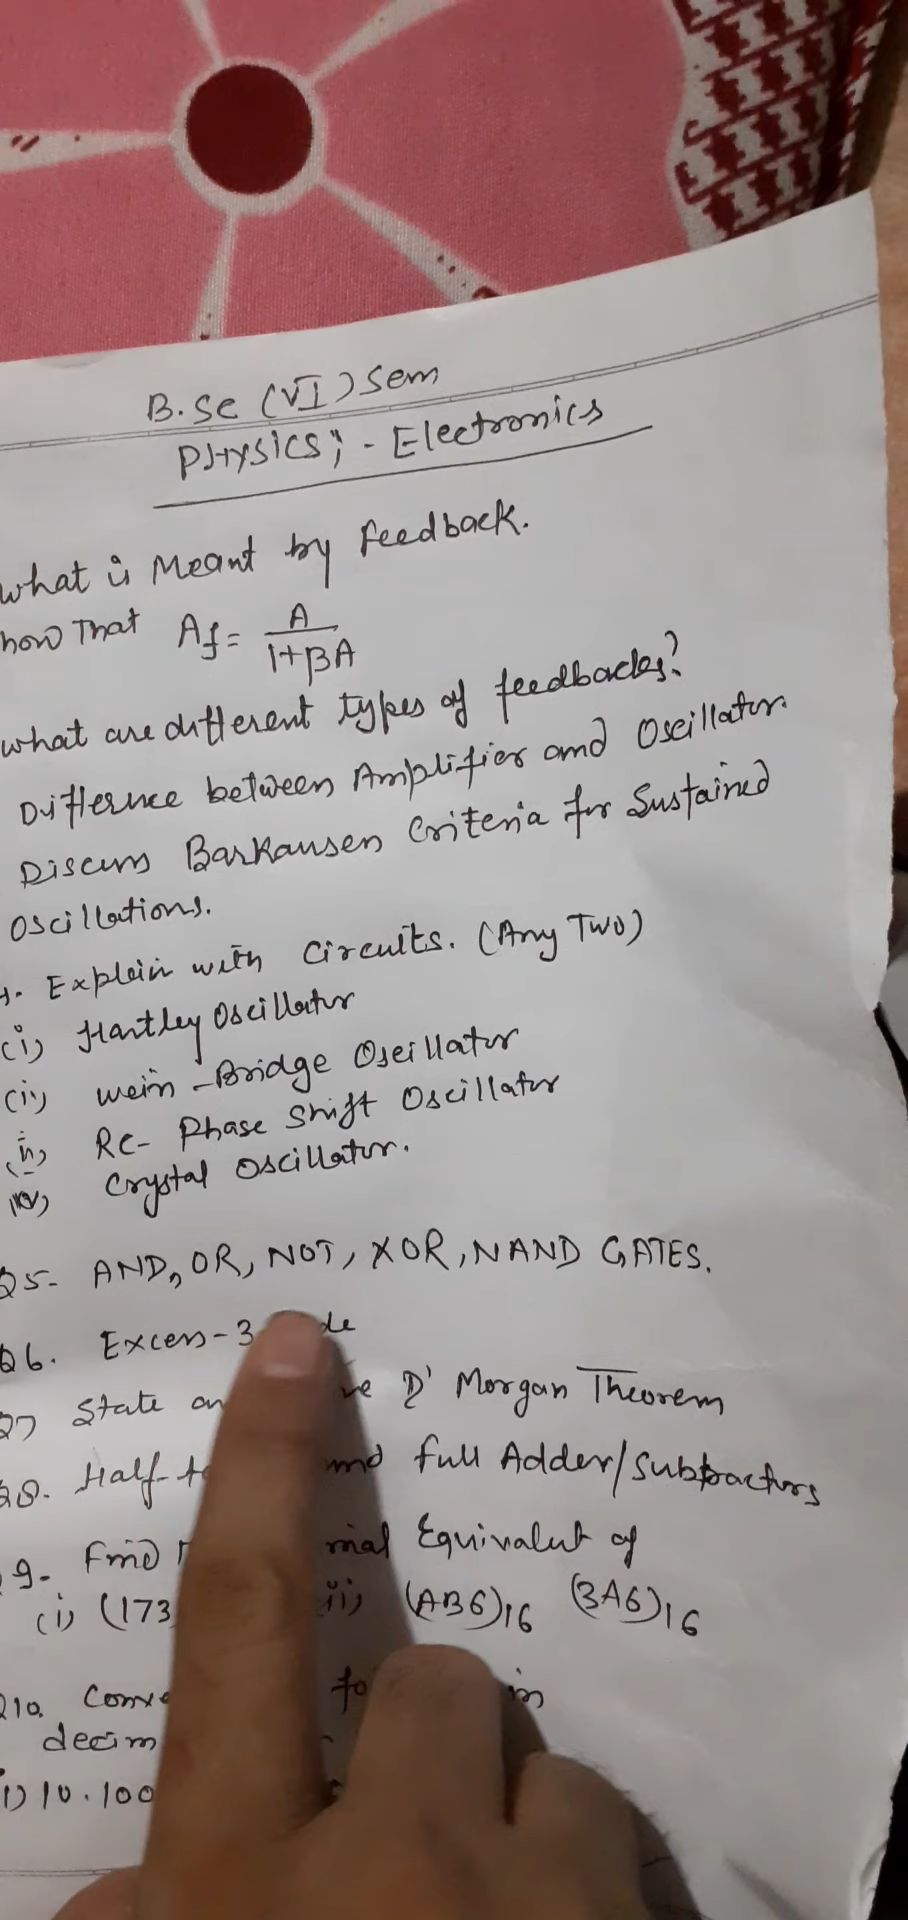 B.Sc (VI) Sem
Physics; - Electronics
what is Meant by Feedback.
how That Af = A / 1+βA
what are different types of feedbacks?
Differnce between Amplifier and Oscillator.
Discuss Barkausen Criteria for Sustained
Oscillations.
Explain with Circuits. (Any Two)
(i) Hartley Oscillator
(ii) wein-Bridge Oscillator
RC- Phase Shift Oscillator
Crystal Oscillator.
Q5- AND, OR, NOT, XOR, NAND GATES.
Q6. Excess-3
Q7 State D' Morgan Theorem
Q8. Half- and full Adder/Subtractors
9- Find Equivalent of
(i) (173 ii) (AB6)16 (3A6)16
Q10. in
decim
i) 10.100